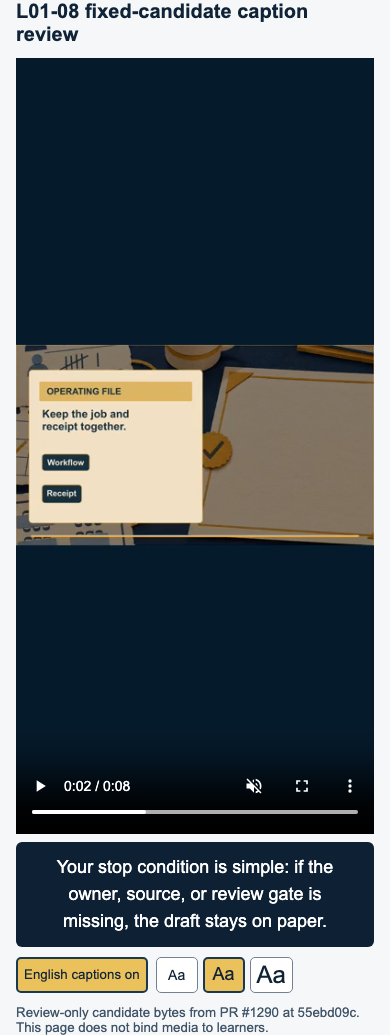 L01-08 fixed-candidate caption
review
OPERATING FILE
Keep the job and
receipt together.
Workflow
Receipt
0:02 / 0:08
Your stop condition is simple: if the
owner, source, or review gate is
missing, the draft stays on paper.
English captions on
Aa
Aa
Aa
Review-only candidate bytes from PR #1290 at 55ebd09c.
This page does not bind media to learners.